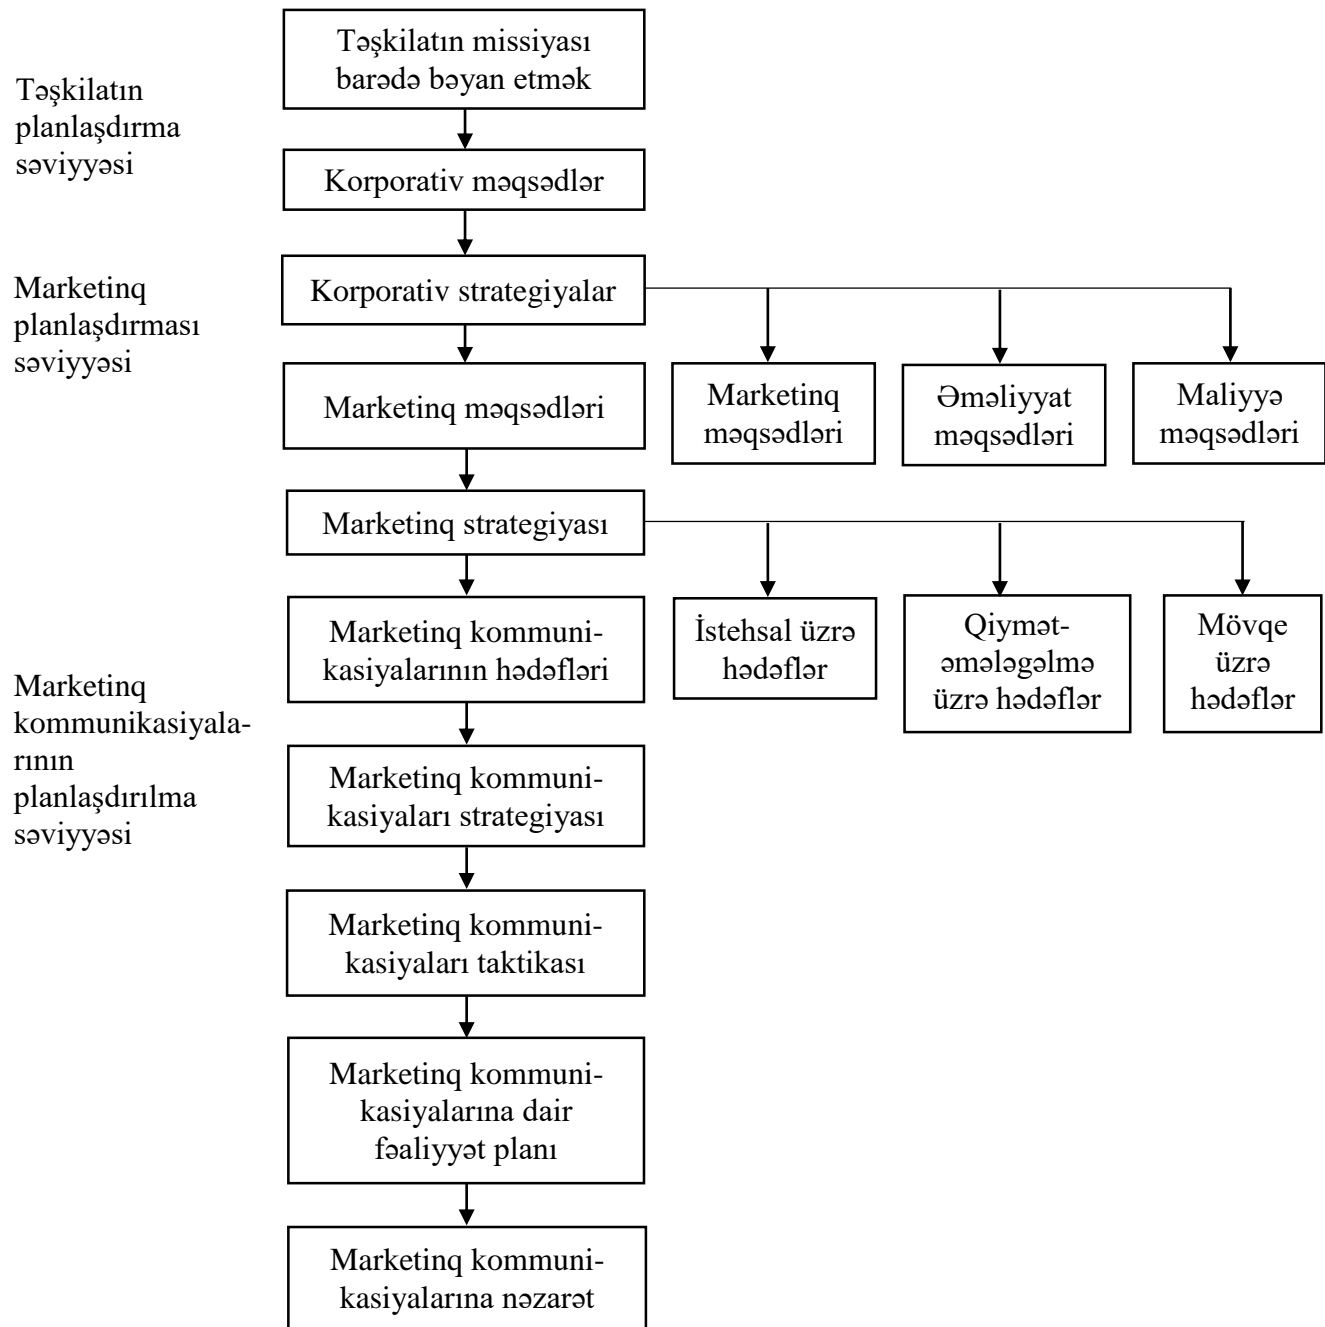 Təşkilatın missiyası
barədə bəyan etmək
Təşkilatın
planlaşdırma
səviyyəsi
Korporativ məqsədlər
Marketinq
planlaşdırması
səviyyəsi
Korporativ strategiyalar
Marketinq məqsədləri
Marketinq
məqsədləri
Əməliyyat
məqsədləri
Maliyyə
məqsədləri
Marketinq strategiyası
Marketinq kommuni-
kasiyalarının hədəfləri
İstehsal üzrə
hədəflər
Qiymət-
əmələgəlmə
üzrə hədəflər
Mövqe
üzrə
hədəflər
Marketinq
kommunikasiyala-
rının
planlaşdırılma
səviyyəsi
Marketinq kommuni-
kasiyaları strategiyası
Marketinq kommuni-
kasiyaları taktikası
Marketinq kommuni-
kasiyalarına dair
fəaliyyət planı
Marketinq kommuni-
kasiyalarına nəzarət